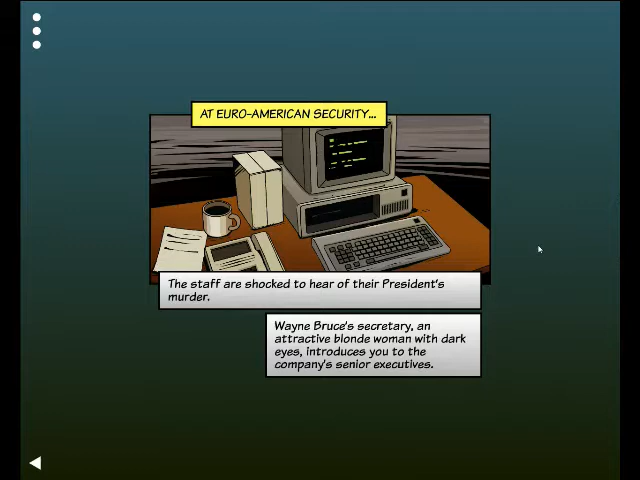 AT EURO-AMERICAN SECURITY...
The staff are shocked to hear of their President's
murder.
Wayne Bruce's secretary, an
attractive blonde woman with dark
eyes, introduces you to the
company's senior executives.